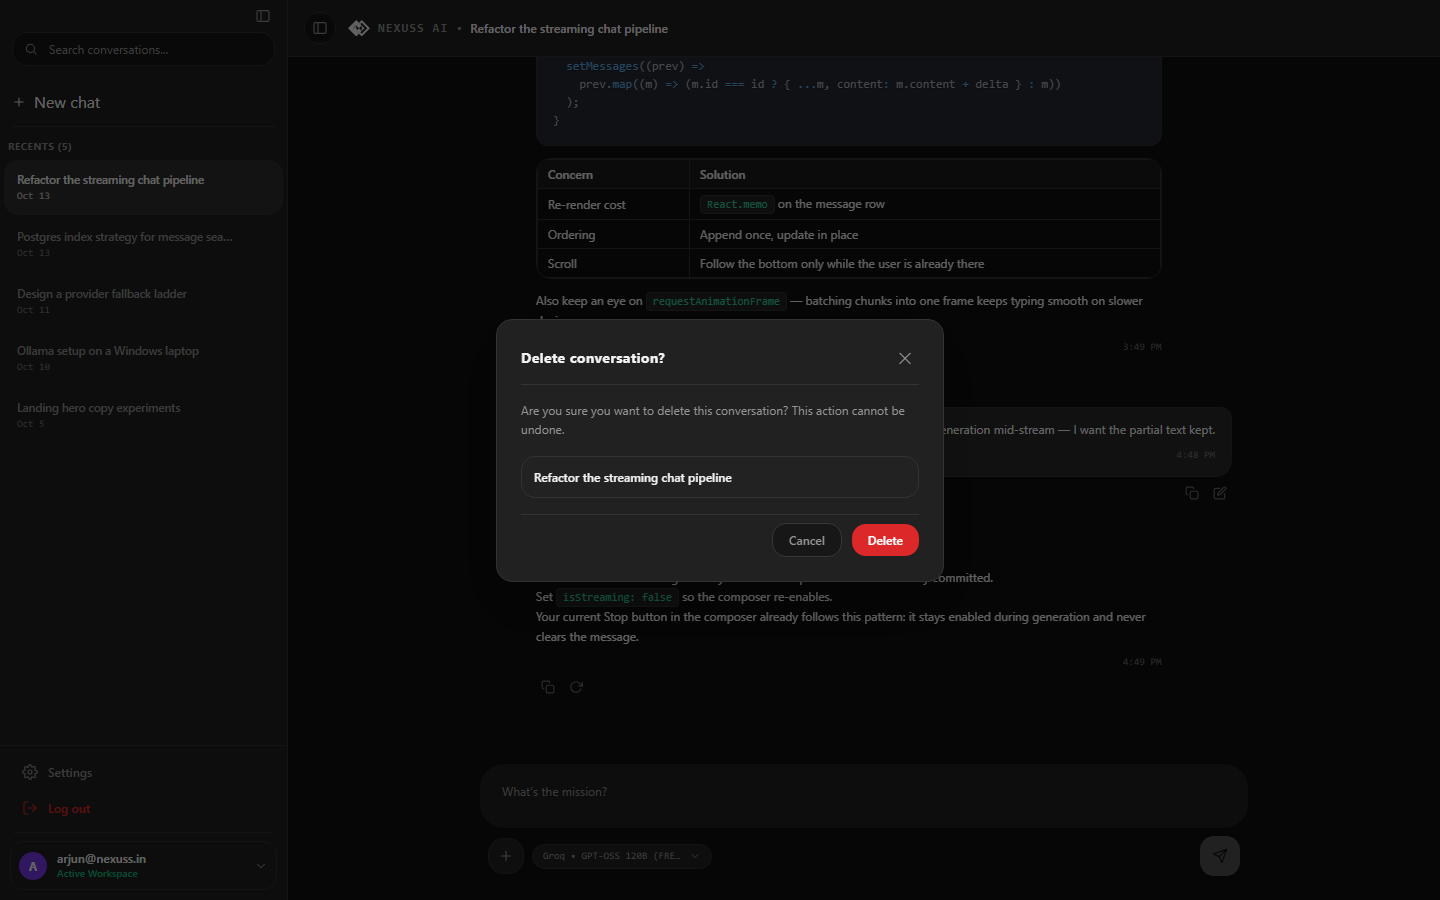 Search conversations...
New chat
RECENTS (5)
Refactor the streaming chat pipeline
Oct 13
Postgres index strategy for message sea...
Oct 13
Design a provider fallback ladder
Oct 11
Ollama setup on a Windows laptop
Oct 10
Landing hero copy experiments
Oct 5
Settings
Log out
A
arjun@nexuss.in
Active Workspace
NEXUSS AI • Refactor the streaming chat pipeline
setMessages((prev) =>
prev.map((m) => (m.id === id ? { ...m, content: m.content + delta } : m))
);
}
Concern Solution
Re-render cost React.memo on the message row
Ordering Append once, update in place
Scroll Follow the bottom only while the user is already there
Also keep an eye on requestAnimationFrame — batching chunks into one frame keeps typing smooth on slower
3:49 PM
Delete conversation?
Are you sure you want to delete this conversation? This action cannot be
undone.
Refactor the streaming chat pipeline
Cancel Delete
mid-stream — I want the partial text kept.
4:48 PM
committed.
Set isStreaming: false so the composer re-enables.
Your current Stop button in the composer already follows this pattern: it stays enabled during generation and never
clears the message.
4:49 PM
What's the mission?
Groq • GPT-OSS 120B (FRE…